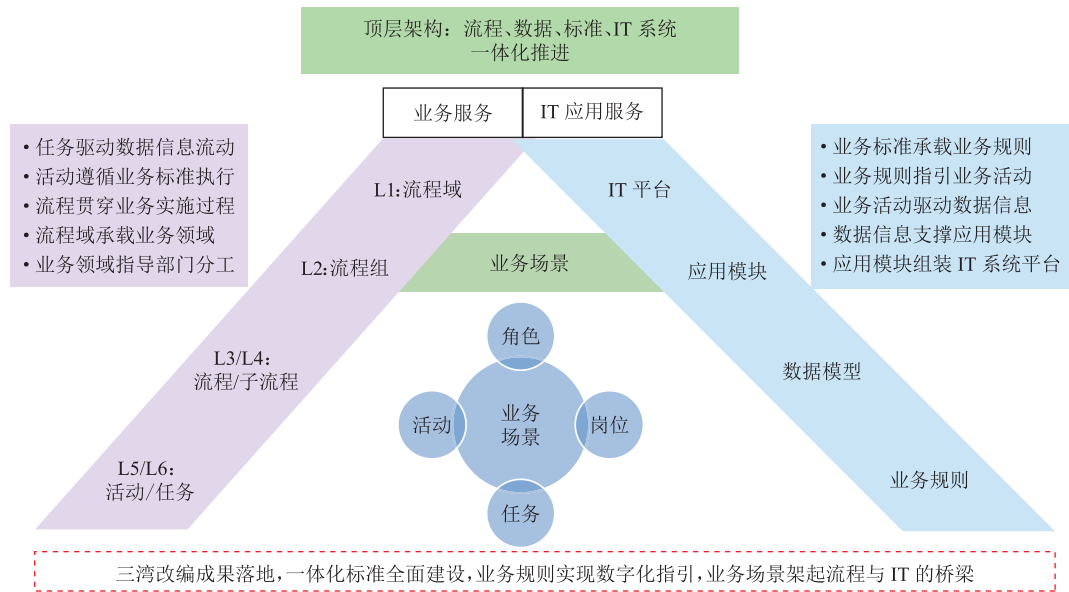 顶层架构：流程、数据、标准、IT 系统
一体化推进
业务服务
IT 应用服务
• 任务驱动数据信息流动
• 活动遵循业务标准执行
• 流程贯穿业务实施过程
• 流程域承载业务领域
• 业务领域指导部门分工
• 业务标准承载业务规则
• 业务规则指引业务活动
• 业务活动驱动数据信息
• 数据信息支撑应用模块
• 应用模块组装 IT 系统平台
L1:流程域
IT 平台
L2:流程组
业务场景
应用模块
L3/L4：
流程/子流程
数据模型
L5/L6：
活动/任务
业务规则
角色
活动
业务
场景
岗位
任务
三湾改编成果落地，一体化标准全面建设，业务规则实现数字化指引，业务场景架起流程与 IT 的桥梁